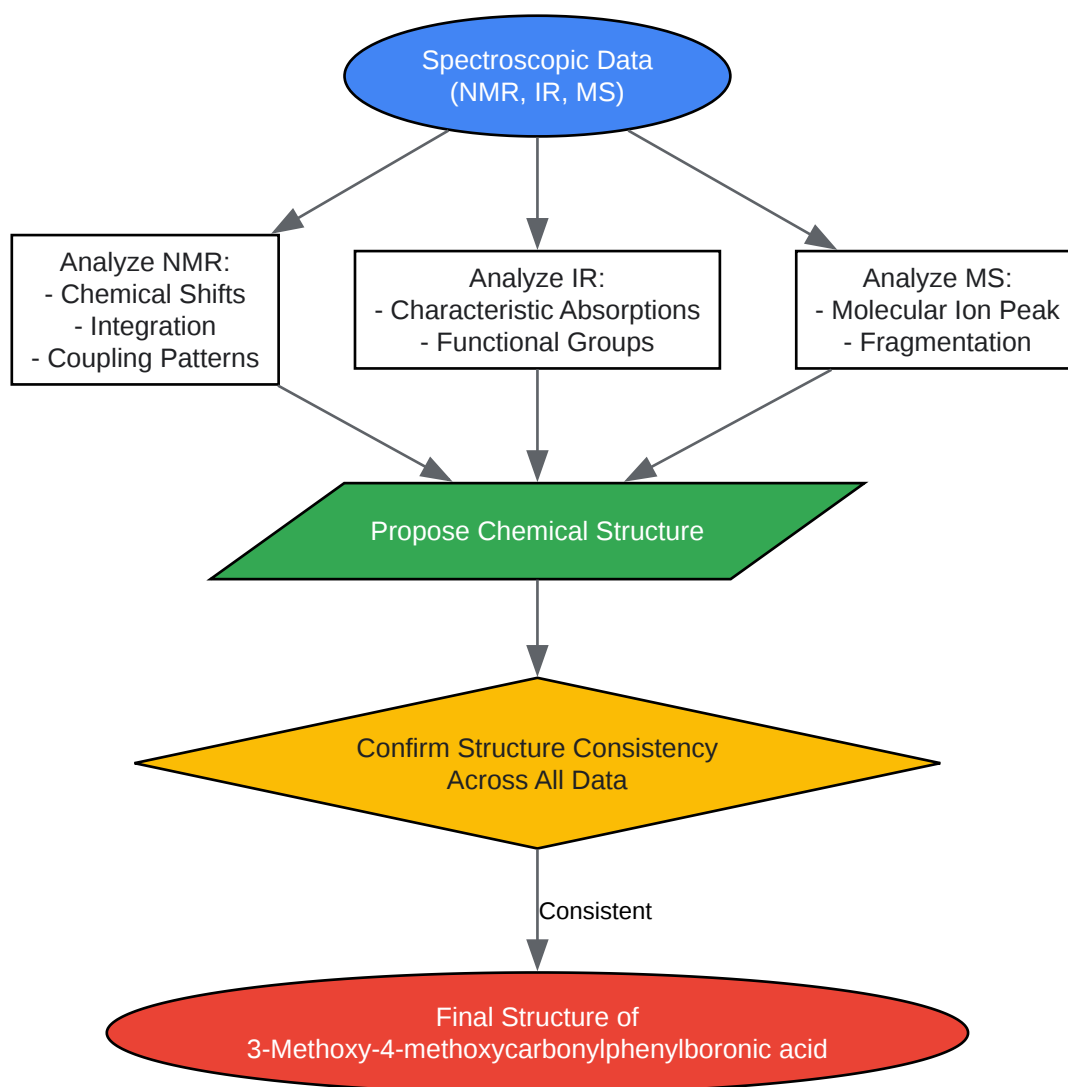 Spectroscopic Data
(NMR, IR, MS)
Analyze NMR:
- Chemical Shifts
- Integration
- Coupling Patterns
Analyze IR:
- Characteristic Absorptions
- Functional Groups
Analyze MS:
- Molecular Ion Peak
- Fragmentation
Propose Chemical Structure
Confirm Structure Consistency
Across All Data
Consistent
Final Structure of
3-Methoxy-4-methoxycarbonylphenylboronic acid